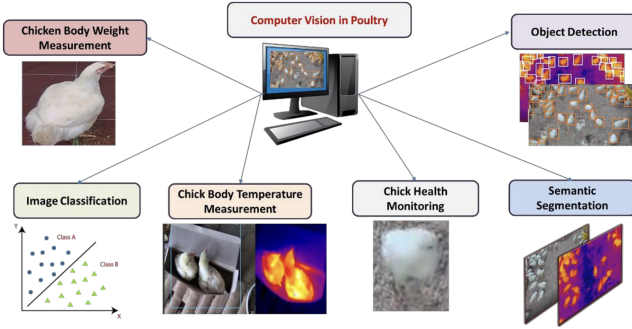 Computer Vision in Poultry
Chicken Body Weight
Measurement
Object Detection
Image Classification
Chick Body Temperature
Measurement
Chick Health
Monitoring
Semantic
Segmentation
Y
Class A
Class B
X